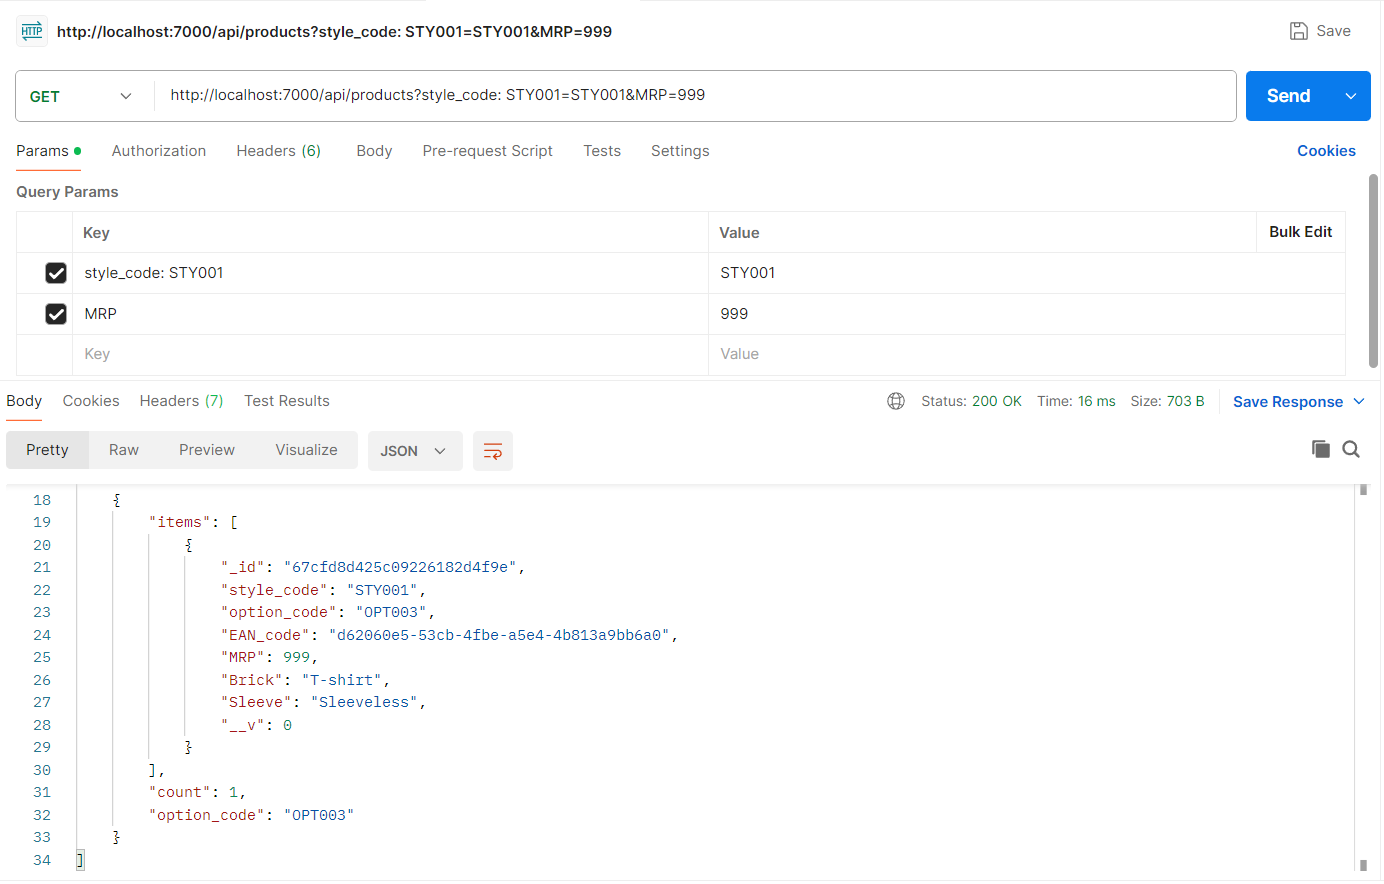 HTTP http://localhost:7000/api/products?style_code: STY001=STY001&MRP=999 Save
GET http://localhost:7000/api/products?style_code: STY001=STY001&MRP=999 Send
Params Authorization Headers (6) Body Pre-request Script Tests Settings Cookies
Query Params
Key Value Bulk Edit
style_code: STY001 STY001
MRP 999
Key Value
Body Cookies Headers (7) Test Results Status: 200 OK Time: 16 ms Size: 703 B Save Response
Pretty Raw Preview Visualize JSON
18 {
19 "items": [
20 {
21 "_id": "67cfd8d425c09226182d4f9e",
22 "style_code": "STY001",
23 "option_code": "OPT003",
24 "EAN_code": "d62060e5-53cb-4fbe-a5e4-4b813a9bb6a0",
25 "MRP": 999,
26 "Brick": "T-shirt",
27 "Sleeve": "Sleeveless",
28 "__v": 0
29 }
30 ],
31 "count": 1,
32 "option_code": "OPT003"
33 }
34 ]